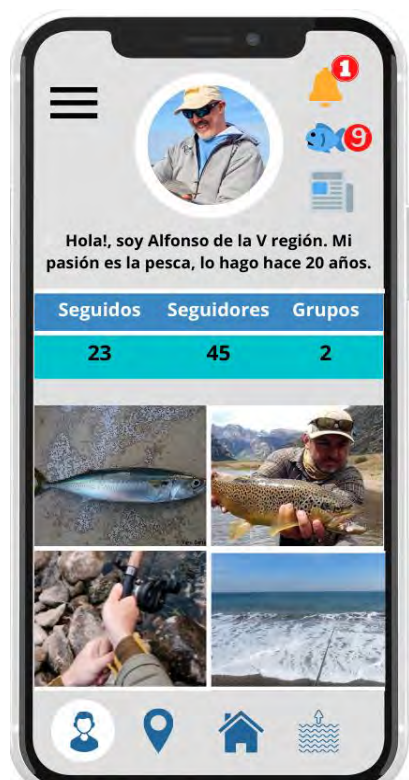 1
9
Hola!, soy Alfonso de la V región. Mi
pasión es la pesca, lo hago hace 20 años.
Seguidos Seguidores Grupos
23 45 2